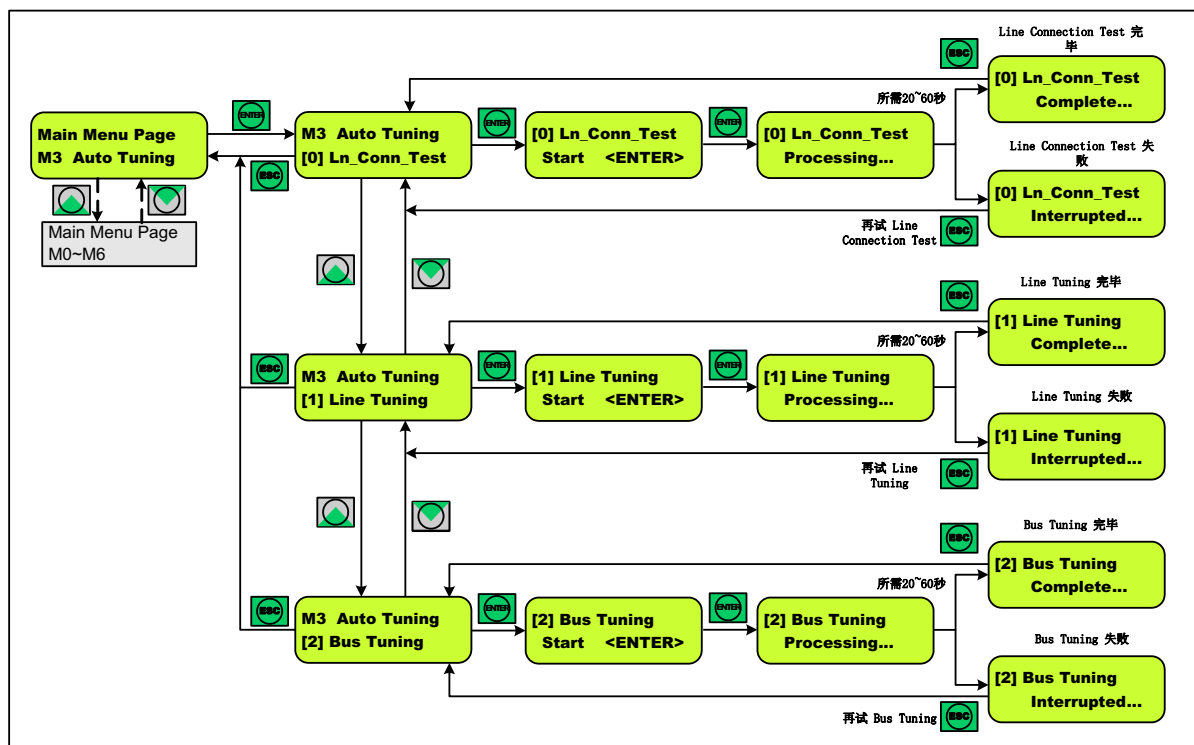 Line Connection Test 完
毕
ESC
[0] Ln_Conn_Test
Complete...
所需20~60秒
ENTER
Main Menu Page
M3 Auto Tuning
M3 Auto Tuning
[0] Ln_Conn_Test
ENTER
[0] Ln_Conn_Test
Start <ENTER>
ENTER
[0] Ln_Conn_Test
Processing...
ESC
Line Connection Test 失
败
[0] Ln_Conn_Test
Interrupted...
Main Menu Page
M0~M6
再试 Line
Connection Test
ESC
Line Tuning 完毕
ESC
[1] Line Tuning
Complete...
所需20~60秒
ESC
M3 Auto Tuning
[1] Line Tuning
ENTER
[1] Line Tuning
Start <ENTER>
ENTER
[1] Line Tuning
Processing...
Line Tuning 失败
[1] Line Tuning
Interrupted...
再试 Line
Tuning
ESC
Bus Tuning 完毕
ESC
[2] Bus Tuning
Complete...
所需20~60秒
ESC
M3 Auto Tuning
[2] Bus Tuning
ENTER
[2] Bus Tuning
Start <ENTER>
ENTER
[2] Bus Tuning
Processing...
Bus Tuning 失败
[2] Bus Tuning
Interrupted...
再试 Bus Tuning
ESC